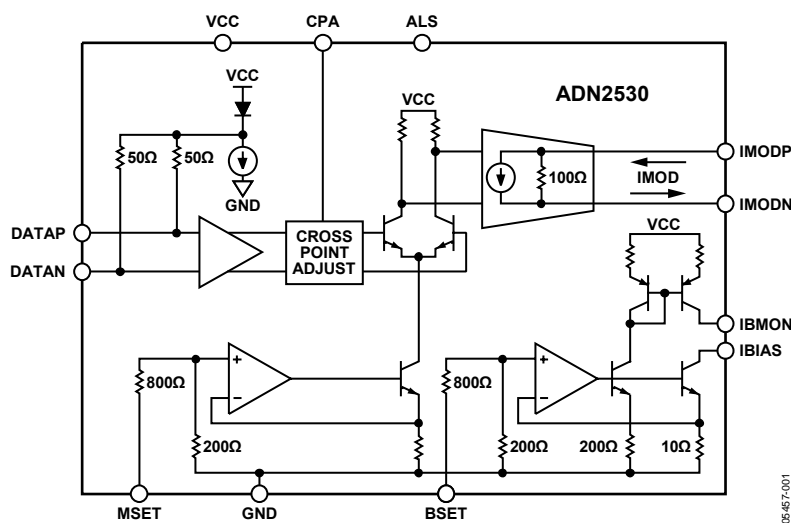 VCC CPA ALS
VCC
50Ω 50Ω
GND
VCC
ADN2530
100Ω
IMOD
IMODP
IMODN
DATAP
DATAN
CROSS
POINT
ADJUST
VCC
IBMON
IBIAS
800Ω
200Ω
+
–
800Ω
200Ω
+
–
200Ω
10Ω
MSET GND BSET
05457-001